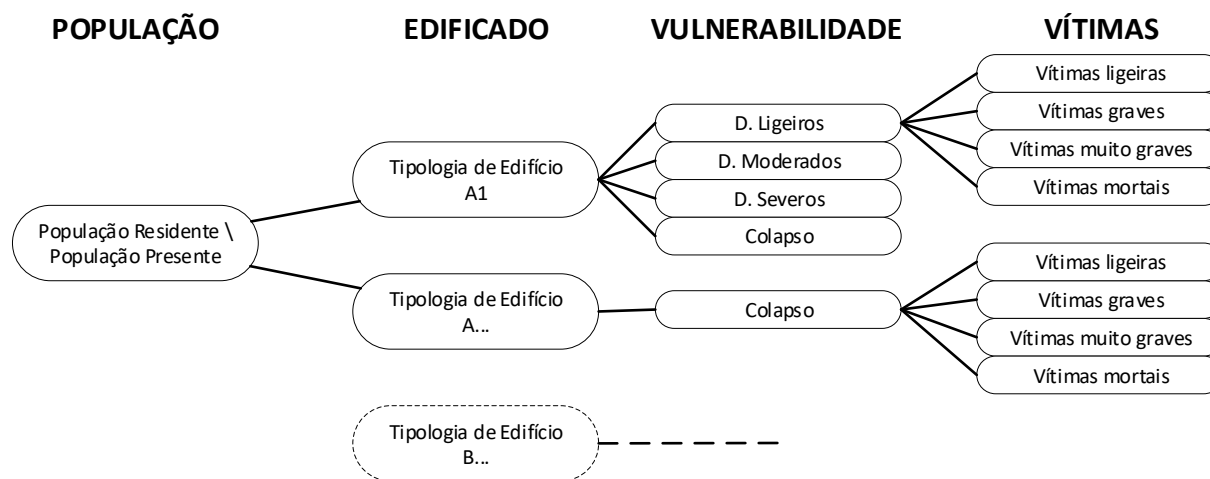 POPULAÇÃO
EDIFICADO
VULNERABILIDADE
VÍTIMAS
População Residente \
População Presente
Tipologia de Edifício
A1
D. Ligeiros
D. Moderados
D. Severos
Colapso
Vítimas ligeiras
Vítimas graves
Vítimas muito graves
Vítimas mortais
Tipologia de Edifício
A...
Colapso
Vítimas ligeiras
Vítimas graves
Vítimas muito graves
Vítimas mortais
Tipologia de Edifício
B...